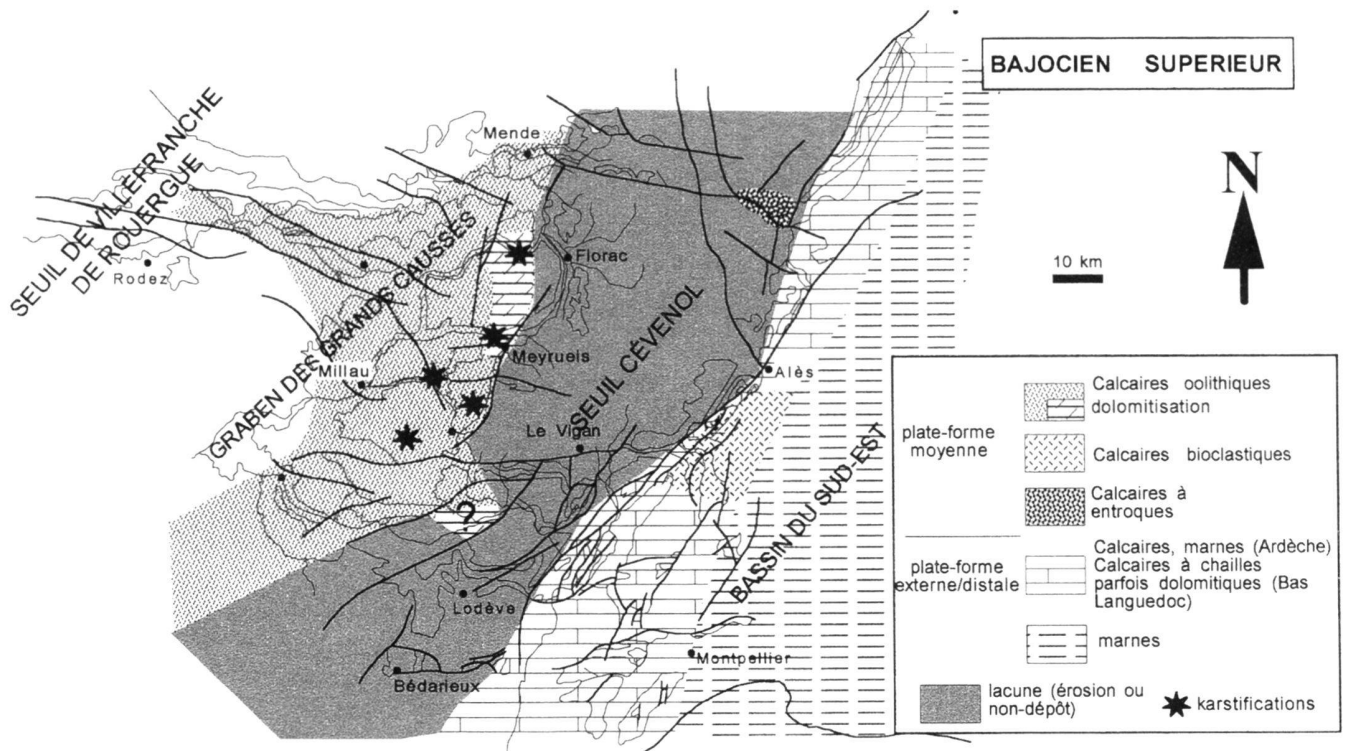 BAJOCIEN SUPERIEUR
N
10 km
SEUIL DE VILLEFRANCHE
DE ROUERGUE
Rodez
Mende
Florac
GRABEN DES GRANDS CAUSSES
Millau
Meyrueis
SEUIL CÉVENOL
Le Vigan
Alès
?
BASSIN DU SUD-EST
Lodève
Bédarieux
Montpellier
plate-forme
moyenne
Calcaires oolithiques
dolomitisation
Calcaires bioclastiques
Calcaires à
entroques
plate-forme
externe/distale
Calcaires, marnes (Ardèche)
Calcaires à chailles
parfois dolomitiques (Bas
Languedoc)
marnes
lacune (érosion ou
non-dépôt)
karstifications